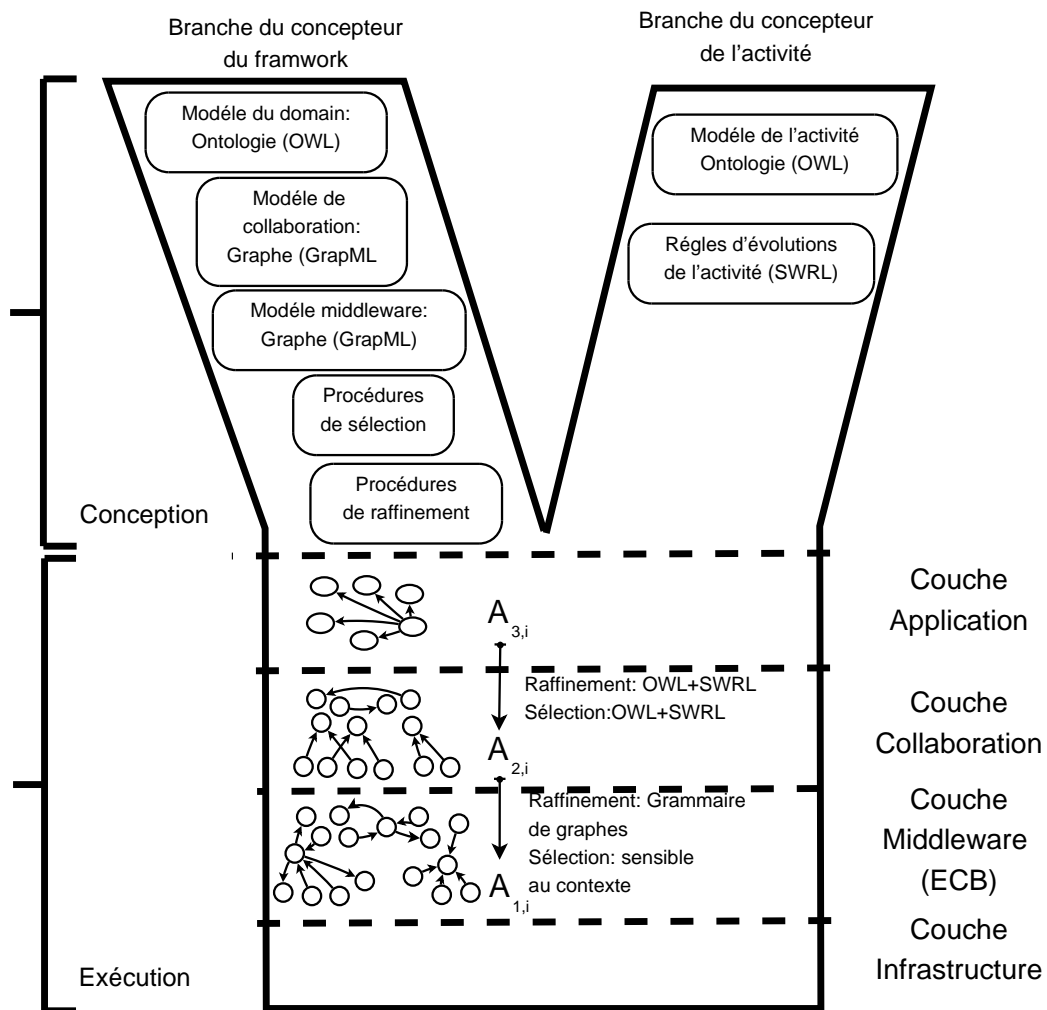 Branche du concepteur
du framwork
Branche du concepteur
de l'activité
Modéle du domain:
Ontologie (OWL)
Modéle de
collaboration:
Graphe (GrapML
Modéle middleware:
Graphe (GrapML)
Procédures
de sélection
Procédures
de raffinement
Modéle de l'activité
Ontologie (OWL)
Régles d'évolutions
de l'activité (SWRL)
Conception
A3,i
Couche
Application
Raffinement: OWL+SWRL
Sélection:OWL+SWRL
A2,i
Couche
Collaboration
Raffinement: Grammaire
de graphes
Sélection: sensible
au contexte
A1,i
Couche
Middleware
(ECB)
Couche
Infrastructure
Exécution